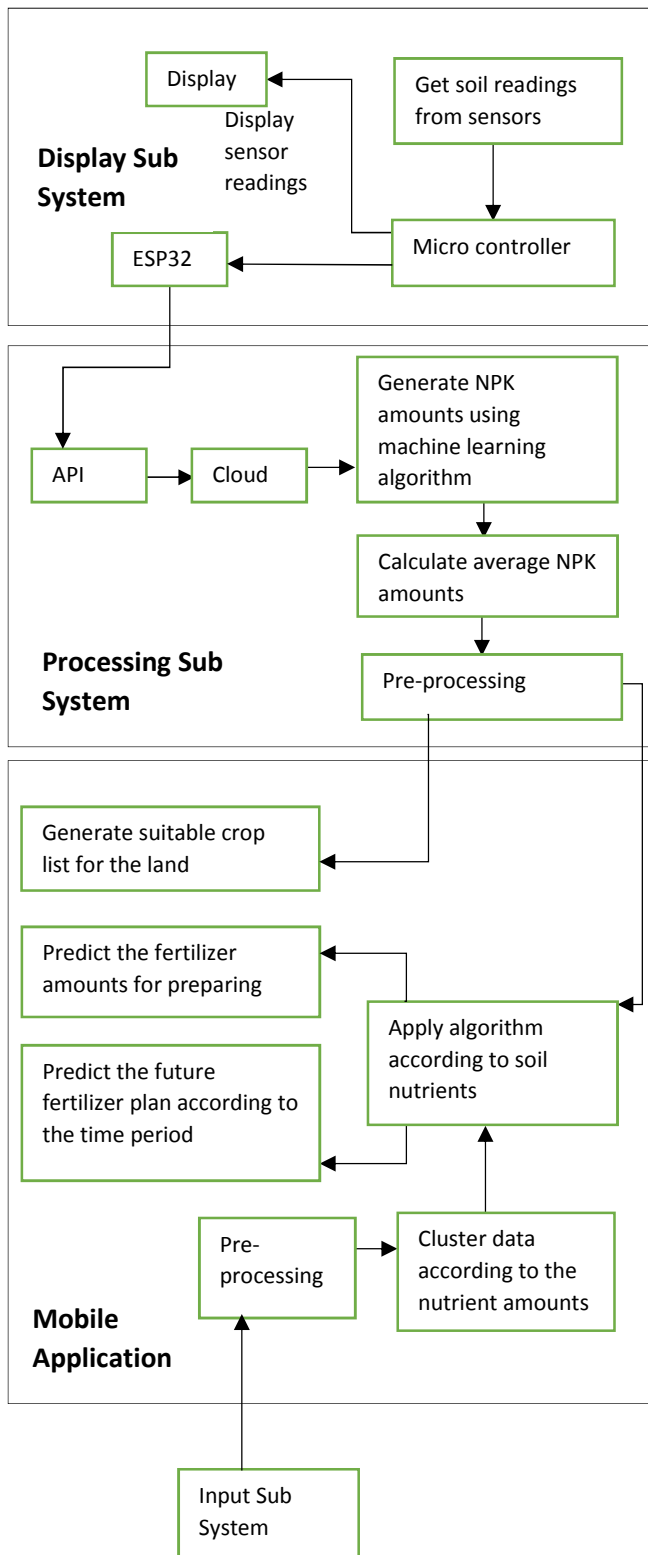 Display
Get soil readings
from sensors
Display
sensor
readings
Display Sub
System
Micro controller
ESP32
Generate NPK
amounts using
machine learning
algorithm
API
Cloud
Calculate average NPK
amounts
Processing Sub
System
Pre-processing
Generate suitable crop
list for the land
Predict the fertilizer
amounts for preparing
Apply algorithm
according to soil
nutrients
Predict the future
fertilizer plan according to
the time period
Pre-
processing
Cluster data
according to the
nutrient amounts
Mobile
Application
Input Sub
System